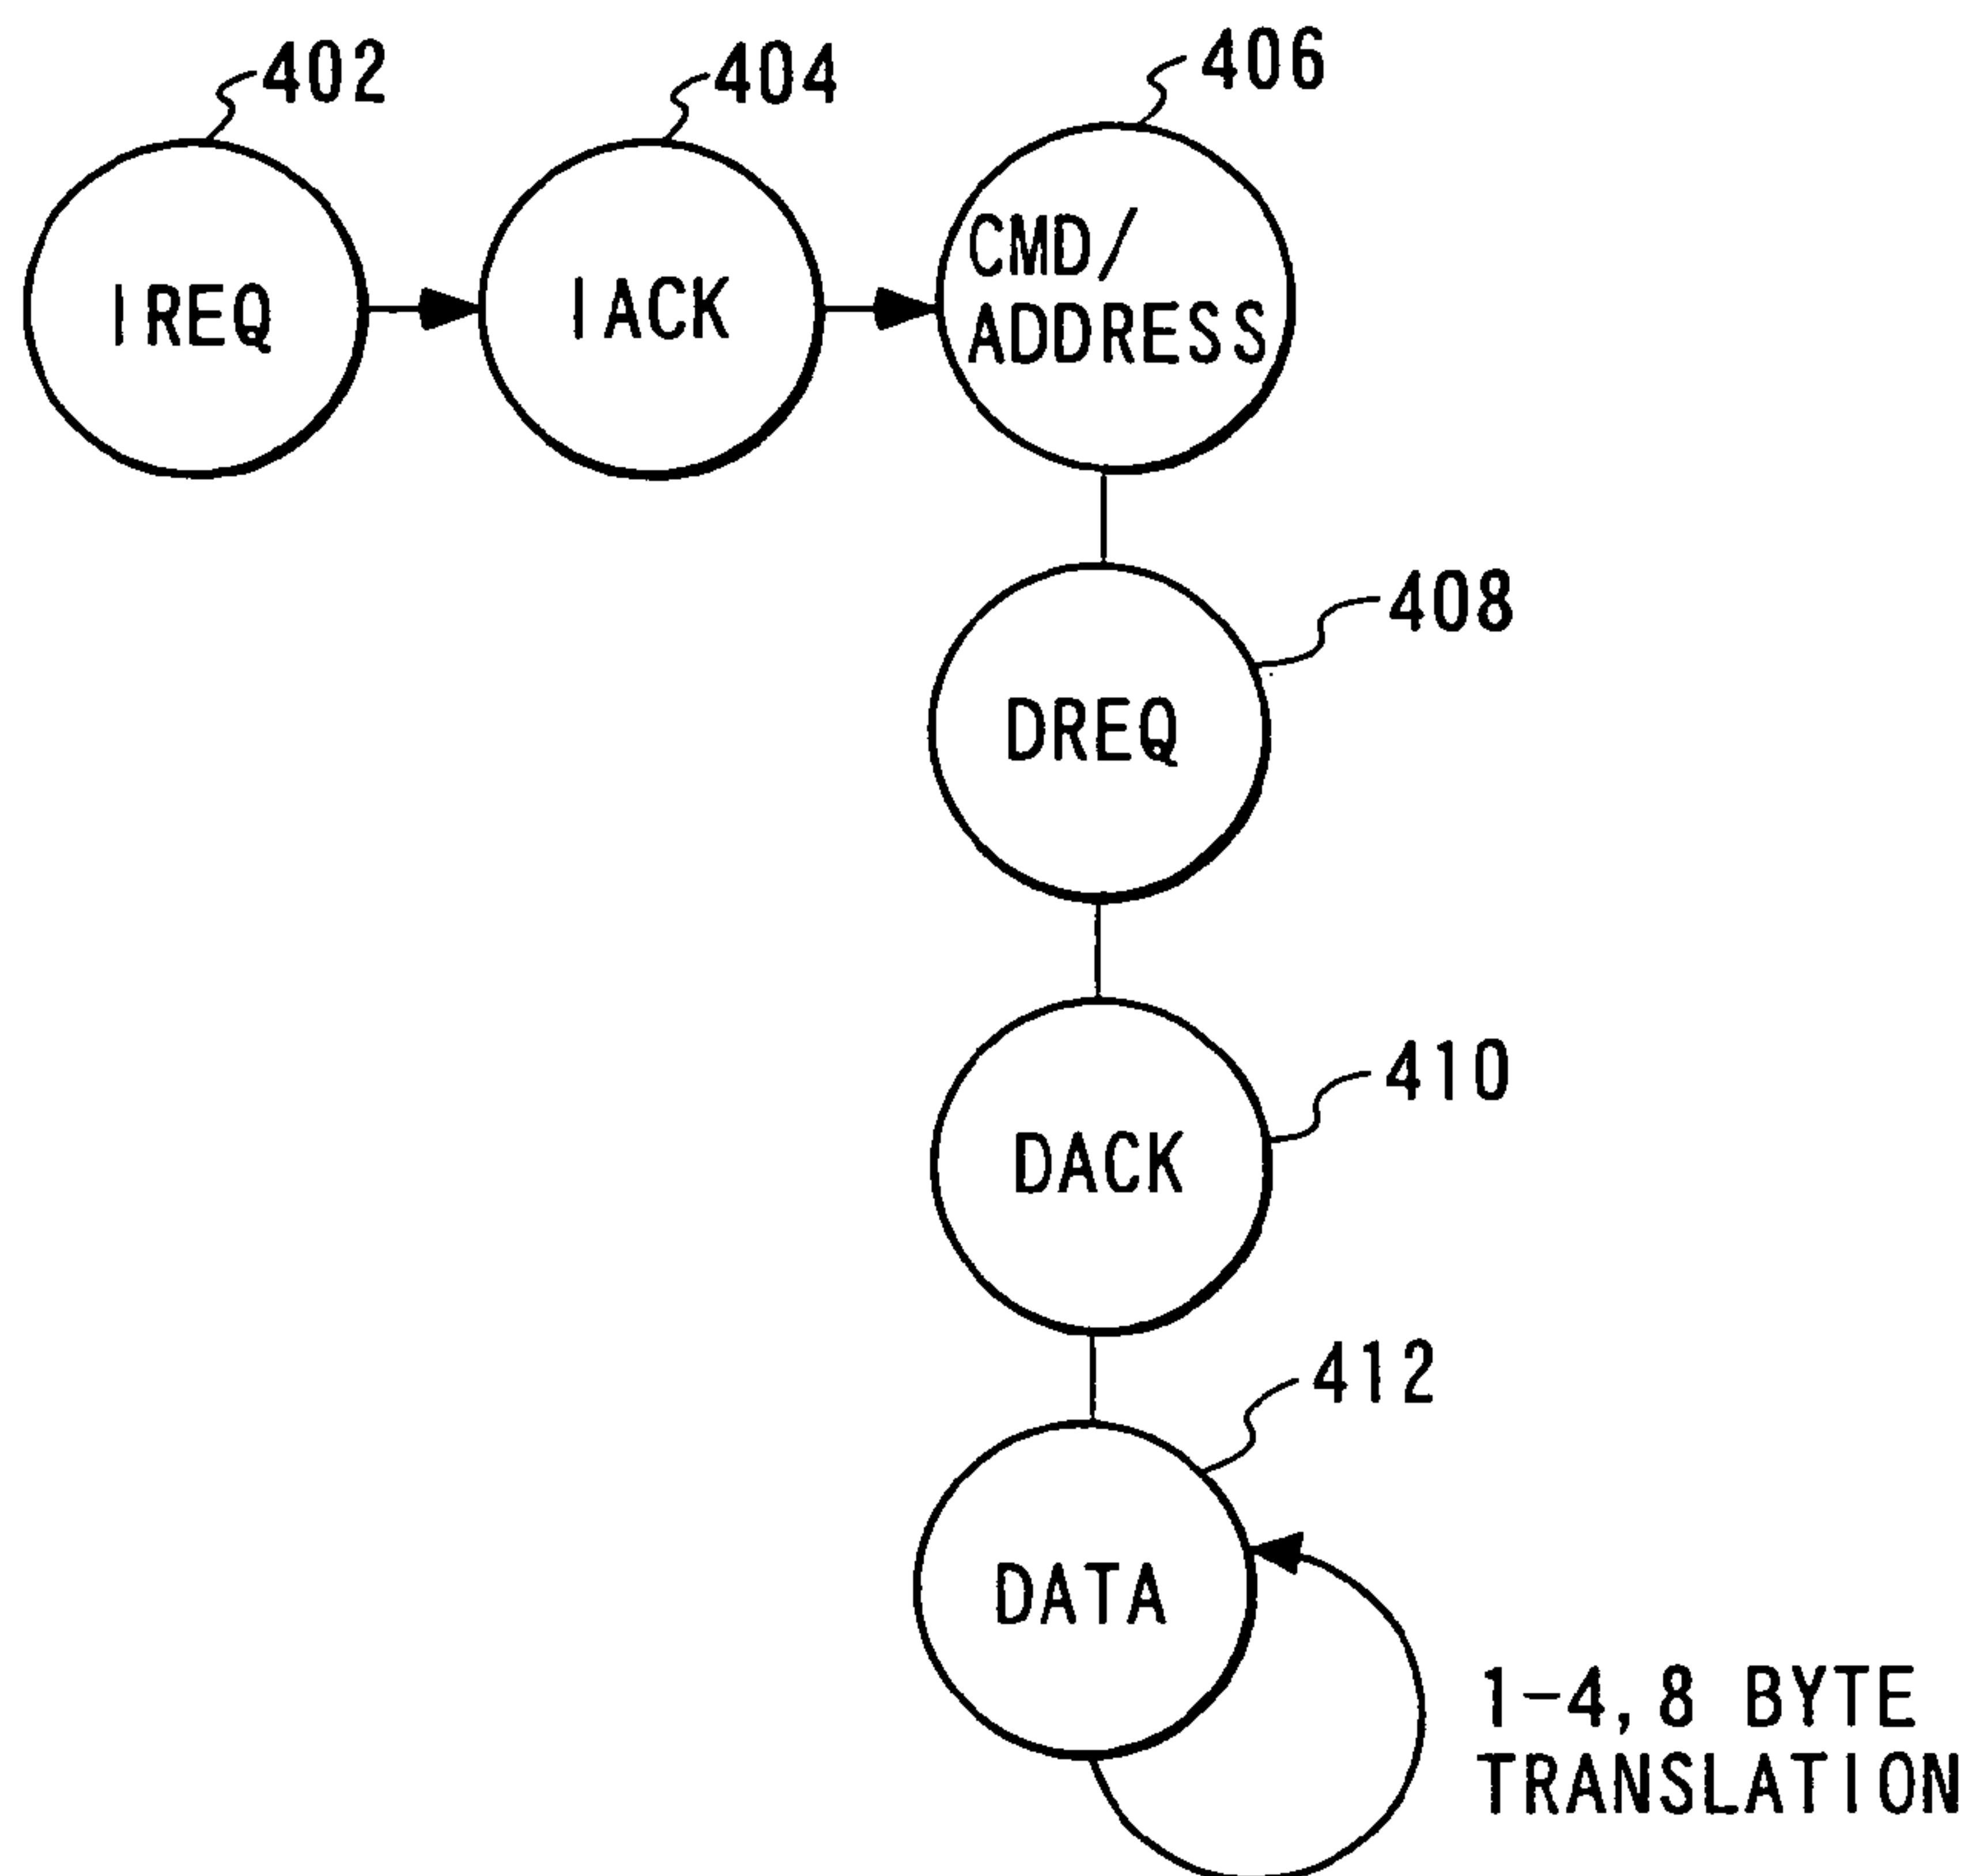 402
404
406
IREQ
IACK
CMD/
ADDRESS
408
DREQ
410
DACK
412
DATA
1-4, 8 BYTE
TRANSLATION